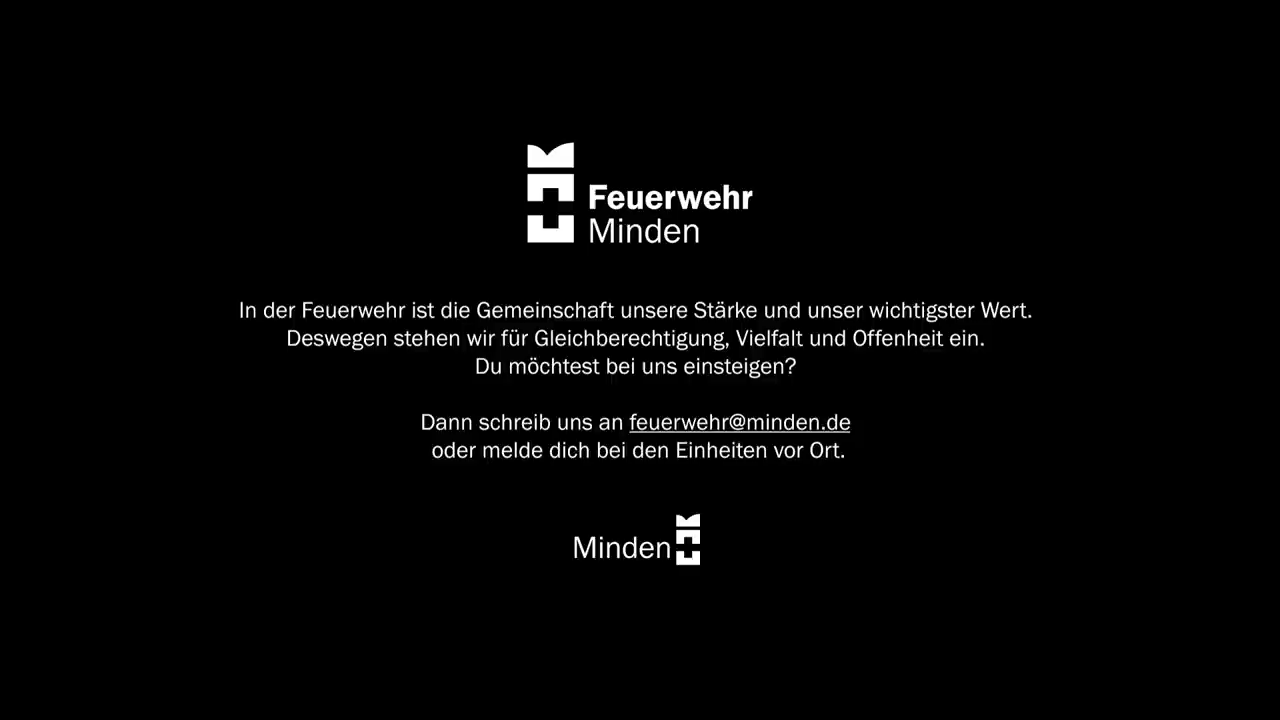 Feuerwehr
Minden
In der Feuerwehr ist die Gemeinschaft unsere Stärke und unser wichtigster Wert.
Deswegen stehen wir für Gleichberechtigung, Vielfalt und Offenheit ein.
Du möchtest bei uns einsteigen?
Dann schreib uns an feuerwehr@minden.de
oder melde dich bei den Einheiten vor Ort.
Minden